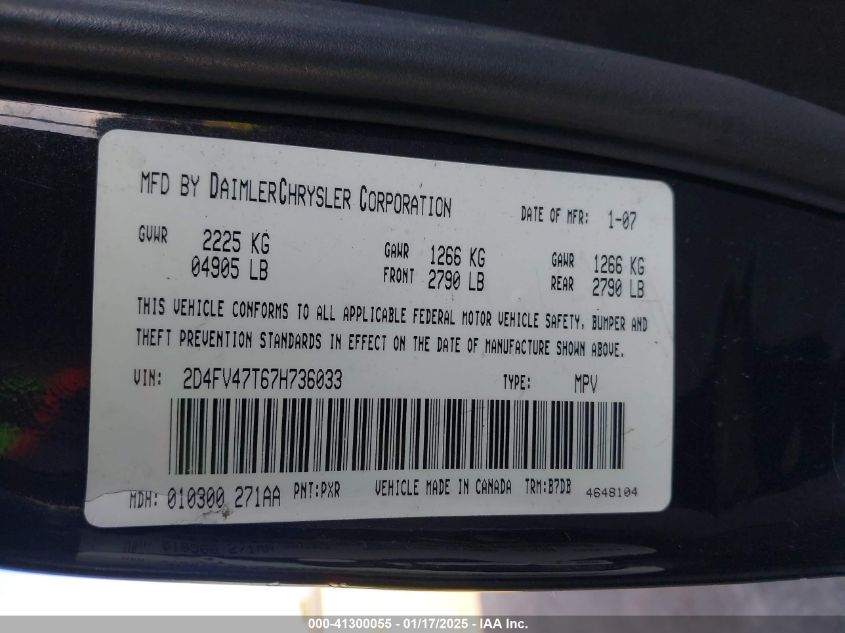 MFD BY DAIMLERCHRYSLER CORPORATION DATE OF MFR: 1-07
GVWR 2225 KG GAWR 1266 KG GAWR 1266 KG
04905 LB FRONT 2790 LB REAR 2790 LB
THIS VEHICLE CONFORMS TO ALL APPLICABLE FEDERAL MOTOR VEHICLE SAFETY, BUMPER AND
THEFT PREVENTION STANDARDS IN EFFECT ON THE DATE OF MANUFACTURE SHOWN ABOVE.
VIN: 2D4FV47T67H736033 TYPE: MPV
MDH: 010300 271AA PNT:PXR VEHICLE MADE IN CANADA TRM:B7DB 4648104
000-41300055 - 01/17/2025 - IAA Inc.